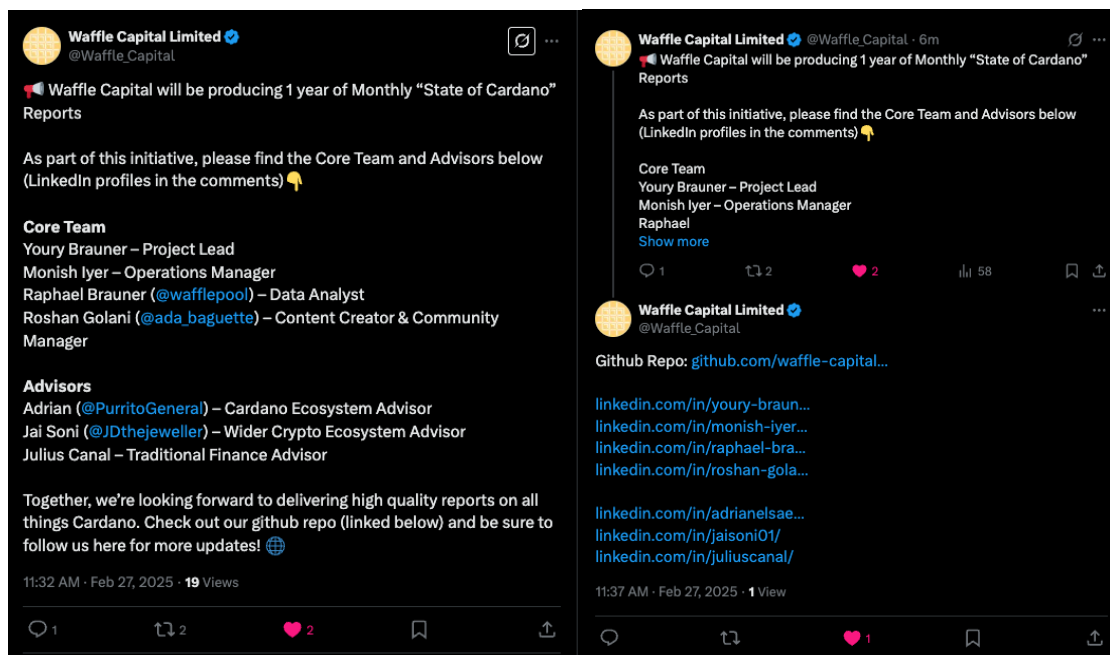 Waffle Capital Limited
@Waffle_Capital
📢 Waffle Capital will be producing 1 year of Monthly “State of Cardano”
Reports
As part of this initiative, please find the Core Team and Advisors below
(LinkedIn profiles in the comments)👇
Core Team
Youry Brauner – Project Lead
Monish Iyer – Operations Manager
Raphael Brauner (@wafflepool) – Data Analyst
Roshan Golani (@ada_baguette) – Content Creator & Community
Manager
Advisors
Adrian (@PurritoGeneral) – Cardano Ecosystem Advisor
Jai Soni (@JDthejeweller) – Wider Crypto Ecosystem Advisor
Julius Canal – Traditional Finance Advisor
Together, we’re looking forward to delivering high quality reports on all
things Cardano. Check out our github repo (linked below) and be sure to
follow us here for more updates! 🌐
11:32 AM · Feb 27, 2025 · 19 Views
1 2 2
Waffle Capital Limited @Waffle_Capital · 6m
📢 Waffle Capital will be producing 1 year of Monthly “State of Cardano”
Reports
As part of this initiative, please find the Core Team and Advisors below
(LinkedIn profiles in the comments)👇
Core Team
Youry Brauner – Project Lead
Monish Iyer – Operations Manager
Raphael
Show more
1 2 2 58
Waffle Capital Limited
@Waffle_Capital
Github Repo: github.com/waffle-capital...
linkedin.com/in/youry-braun...
linkedin.com/in/monish-iyer...
linkedin.com/in/raphael-bra...
linkedin.com/in/roshan-gola...
linkedin.com/in/adrianelsae...
linkedin.com/in/jaisoni01/
linkedin.com/in/juliuscanal/
11:37 AM · Feb 27, 2025 · 1 View
1